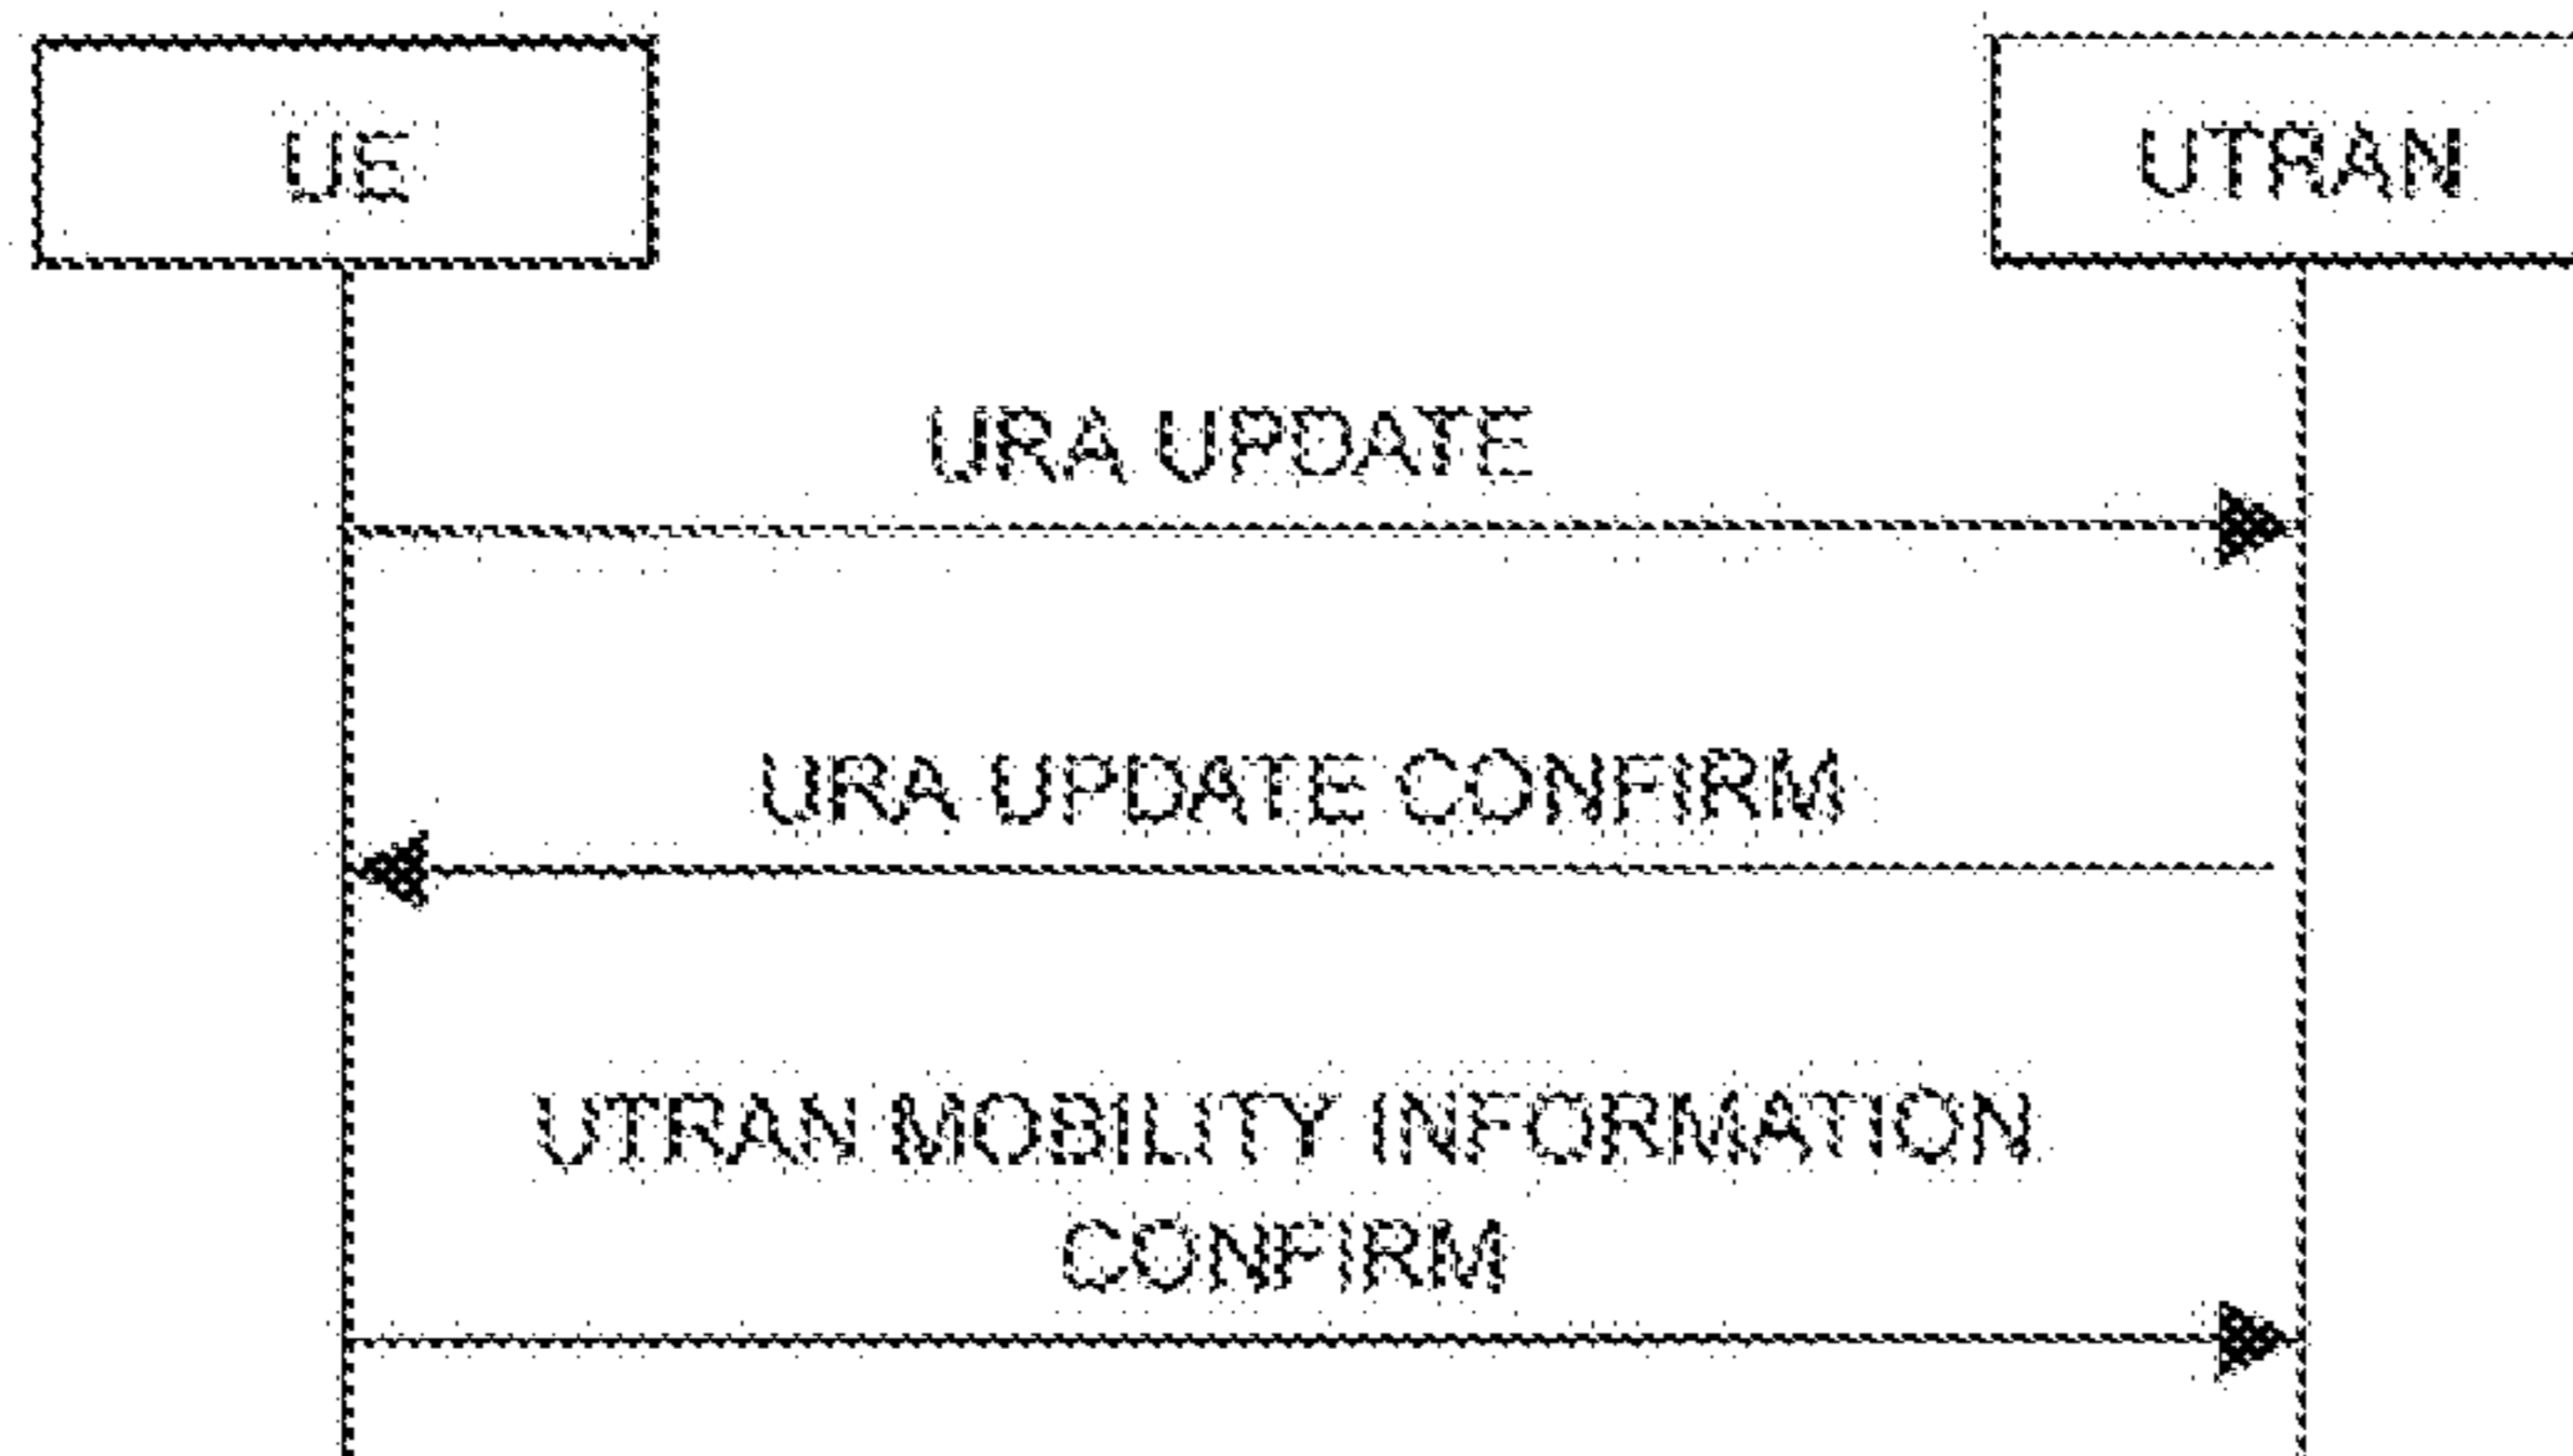 UE
UTRAN
URA UPDATE
URA UPDATE CONFIRM
UTRAN MOBILITY INFORMATION
CONFIRM